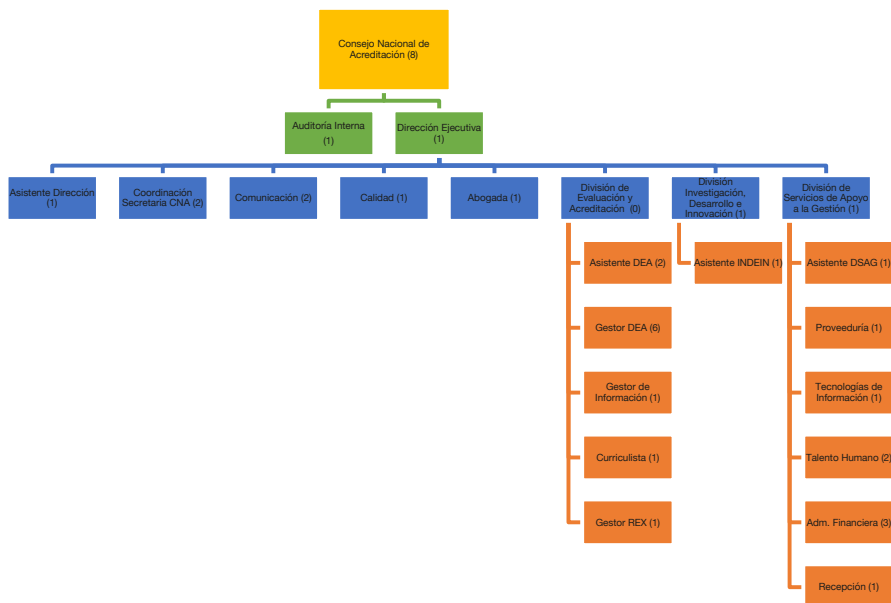 Consejo Nacional de
Acreditación (8)
Auditoría Interna
(1)
Dirección Ejecutiva
(1)
Asistente Dirección
(1)
Coordinación
Secretaria CNA (2)
Comunicación (2)
Calidad (1)
Abogada (1)
División de
Evaluación y
Acreditación (0)
División
Investigación,
Desarrollo e
Innovación (1)
División de
Servicios de Apoyo
a la Gestión (1)
Asistente DEA (2)
Gestor DEA (6)
Gestor de
Información (1)
Curriculista (1)
Gestor REX (1)
Asistente INDEIN (1)
Asistente DSAG (1)
Proveeduría (1)
Tecnologías de
Información (1)
Talento Humano (2)
Adm. Financiera (3)
Recepción (1)